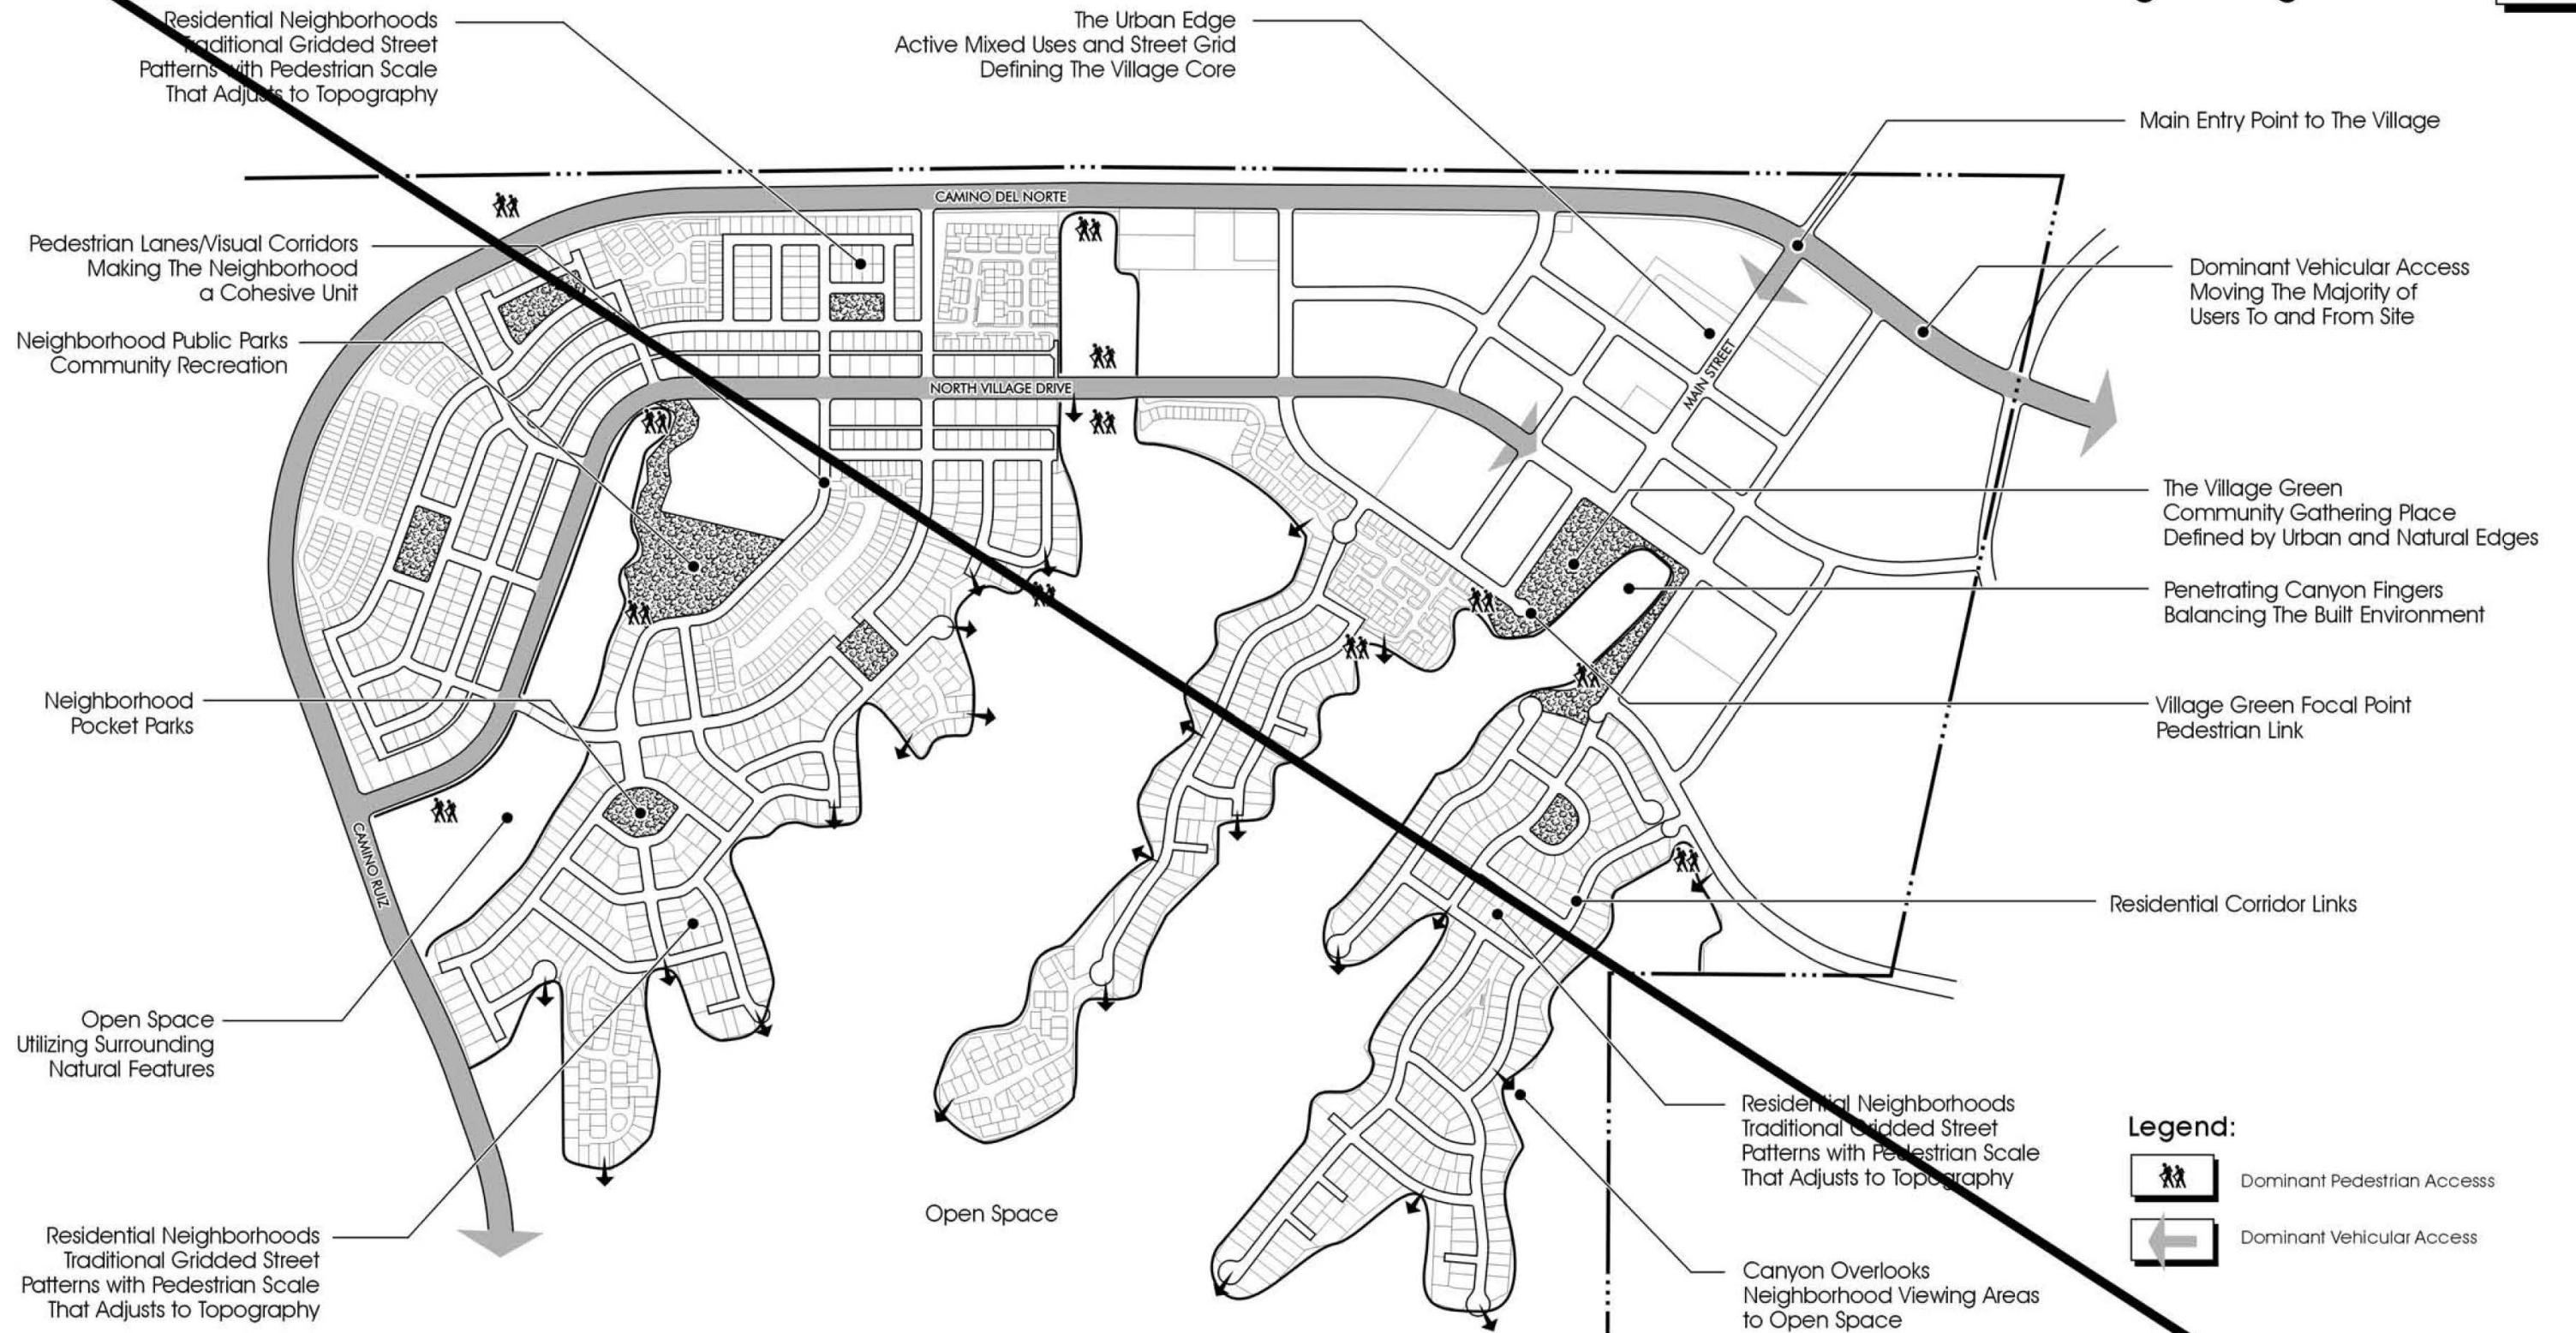 Residential Neighborhoods
Traditional Gridded Street
Patterns with Pedestrian Scale
That Adjusts to Topography
The Urban Edge
Active Mixed Uses and Street Grid
Defining The Village Core
Main Entry Point to The Village
CAMINO DEL NORTE
Pedestrian Lanes/Visual Corridors
Making The Neighborhood
a Cohesive Unit
Dominant Vehicular Access
Moving The Majority of
Users To and From Site
Neighborhood Public Parks
Community Recreation
NORTH VILLAGE DRIVE
MAIN STREET
The Village Green
Community Gathering Place
Defined by Urban and Natural Edges
Penetrating Canyon Fingers
Balancing The Built Environment
Neighborhood
Pocket Parks
Village Green Focal Point
Pedestrian Link
CAMINO RUIZ
Residential Corridor Links
Open Space
Utilizing Surrounding
Natural Features
Residential Neighborhoods
Traditional Gridded Street
Patterns with Pedestrian Scale
That Adjusts to Topography
Legend:
Dominant Pedestrian Accesss
Dominant Vehicular Access
Open Space
Residential Neighborhoods
Traditional Gridded Street
Patterns with Pedestrian Scale
That Adjusts to Topography
Canyon Overlooks
Neighborhood Viewing Areas
to Open Space